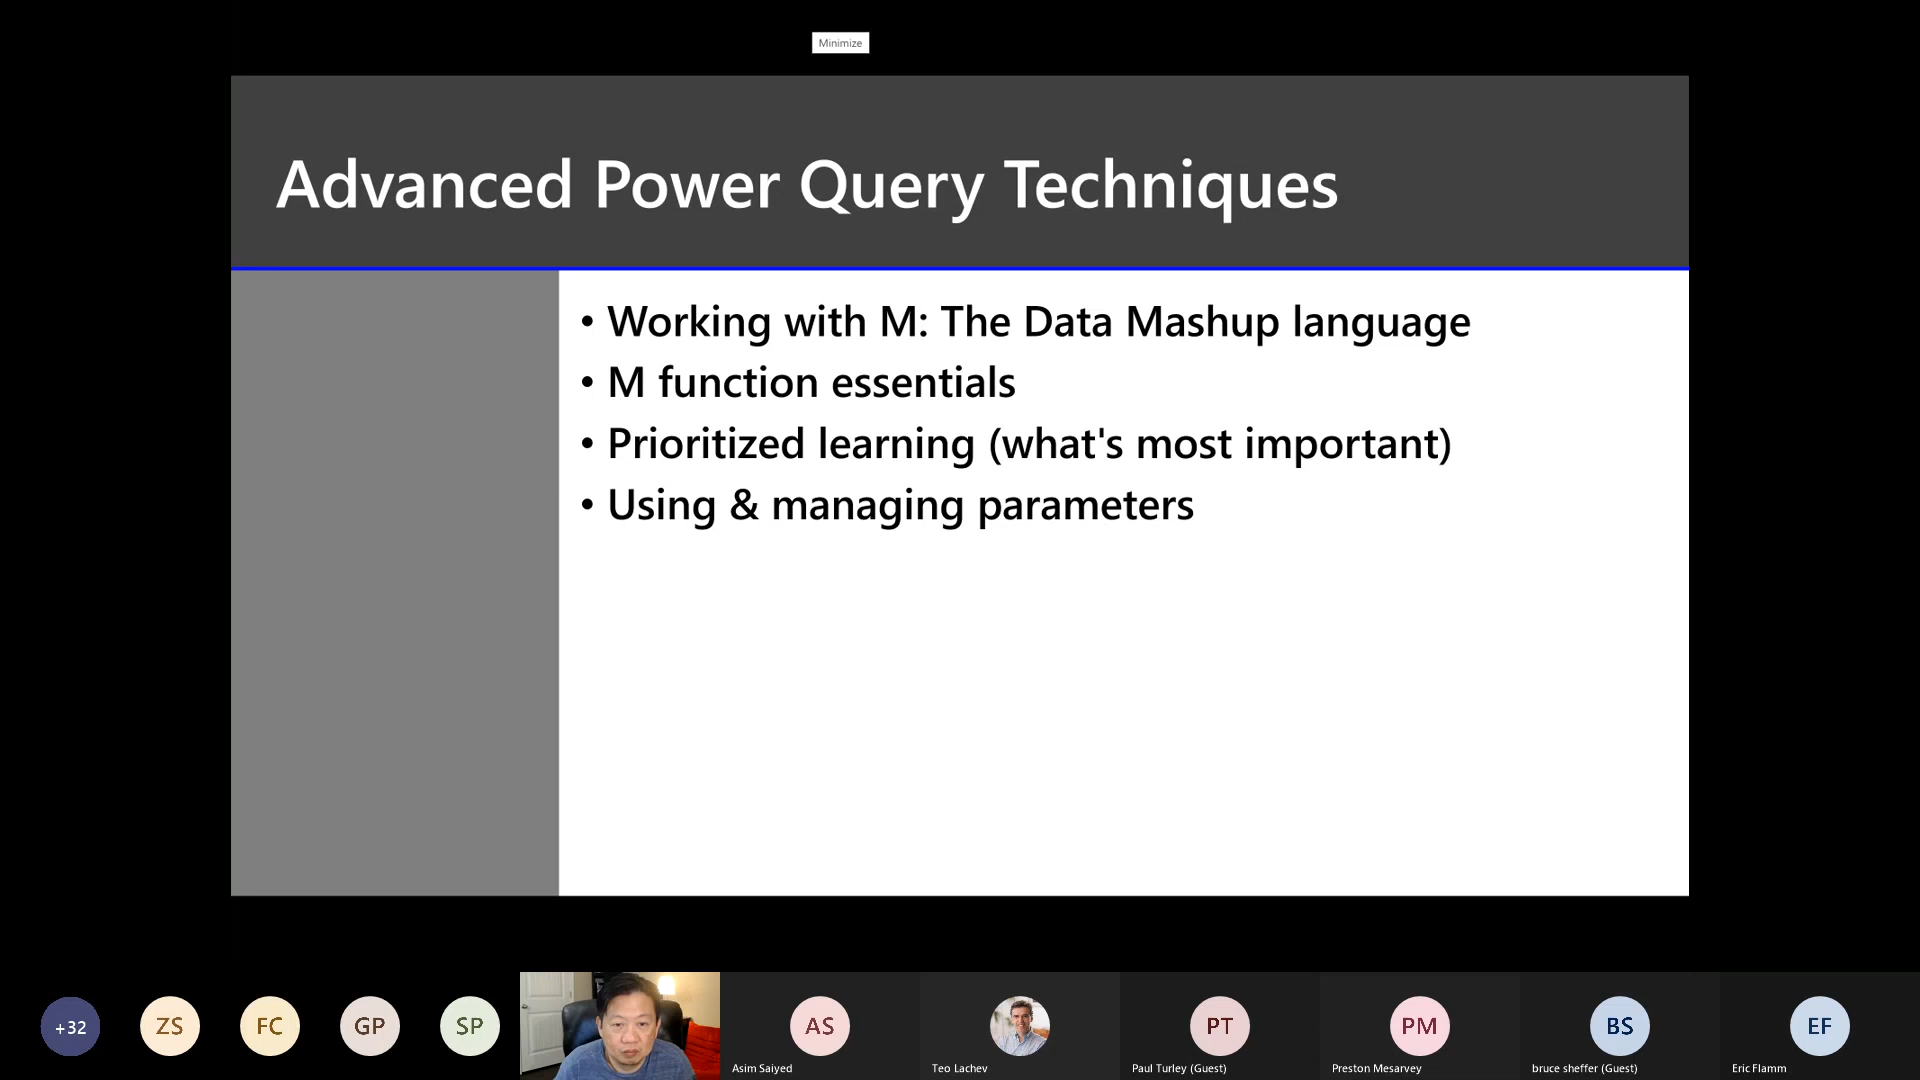 Minimize
Advanced Power Query Techniques
• Working with M: The Data Mashup language
• M function essentials
• Prioritized learning (what's most important)
• Using & managing parameters
+32
ZS
FC
GP
SP
AS
PT
PM
BS
EF
Asim Saiyed
Teo Lachev
Paul Turley (Guest)
Preston Mesarvey
bruce sheffer (Guest)
Eric Flamm